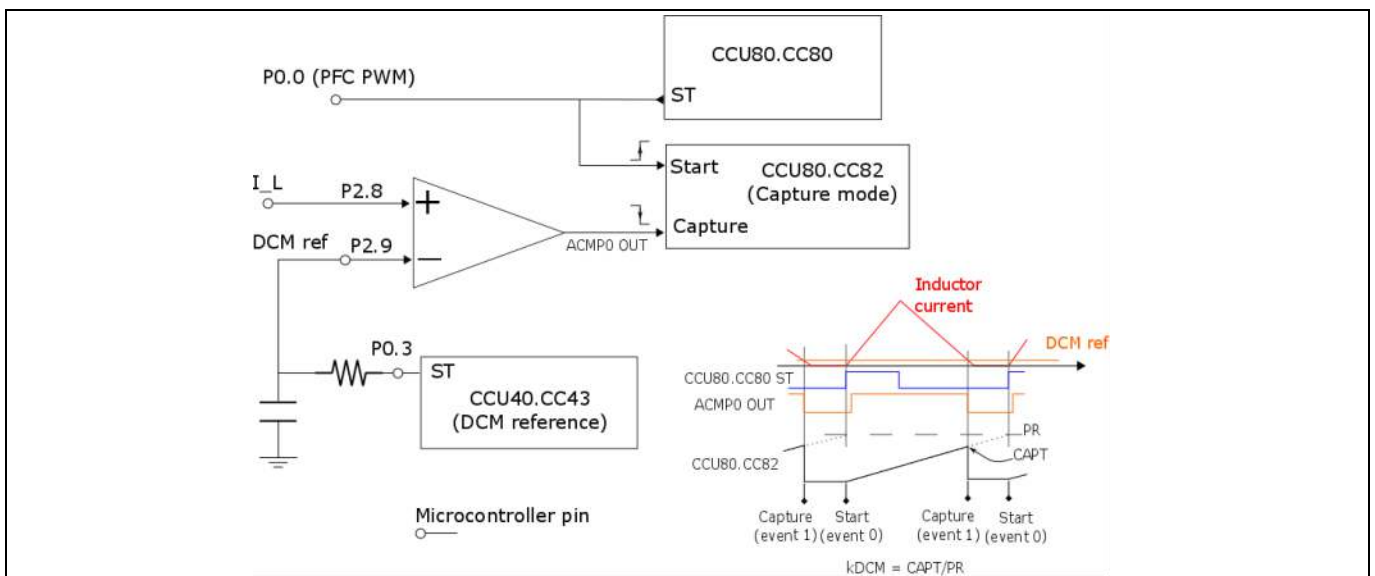 CCU80.CC80
P0.0 (PFC PWM)
ST
Start
CCU80.CC82
(Capture mode)
I_L
P2.8
+
Capture
DCM ref
P2.9
−
ACMP0 OUT
Inductor
current
DCM ref
P0.3
ST
CCU40.CC43
(DCM reference)
CCU80.CC80 ST
ACMP0 OUT
PR
CAPT
CCU80.CC82
Microcontroller pin
Capture Start Capture Start
(event 1) (event 0) (event 1) (event 0)
kDCM = CAPT/PR